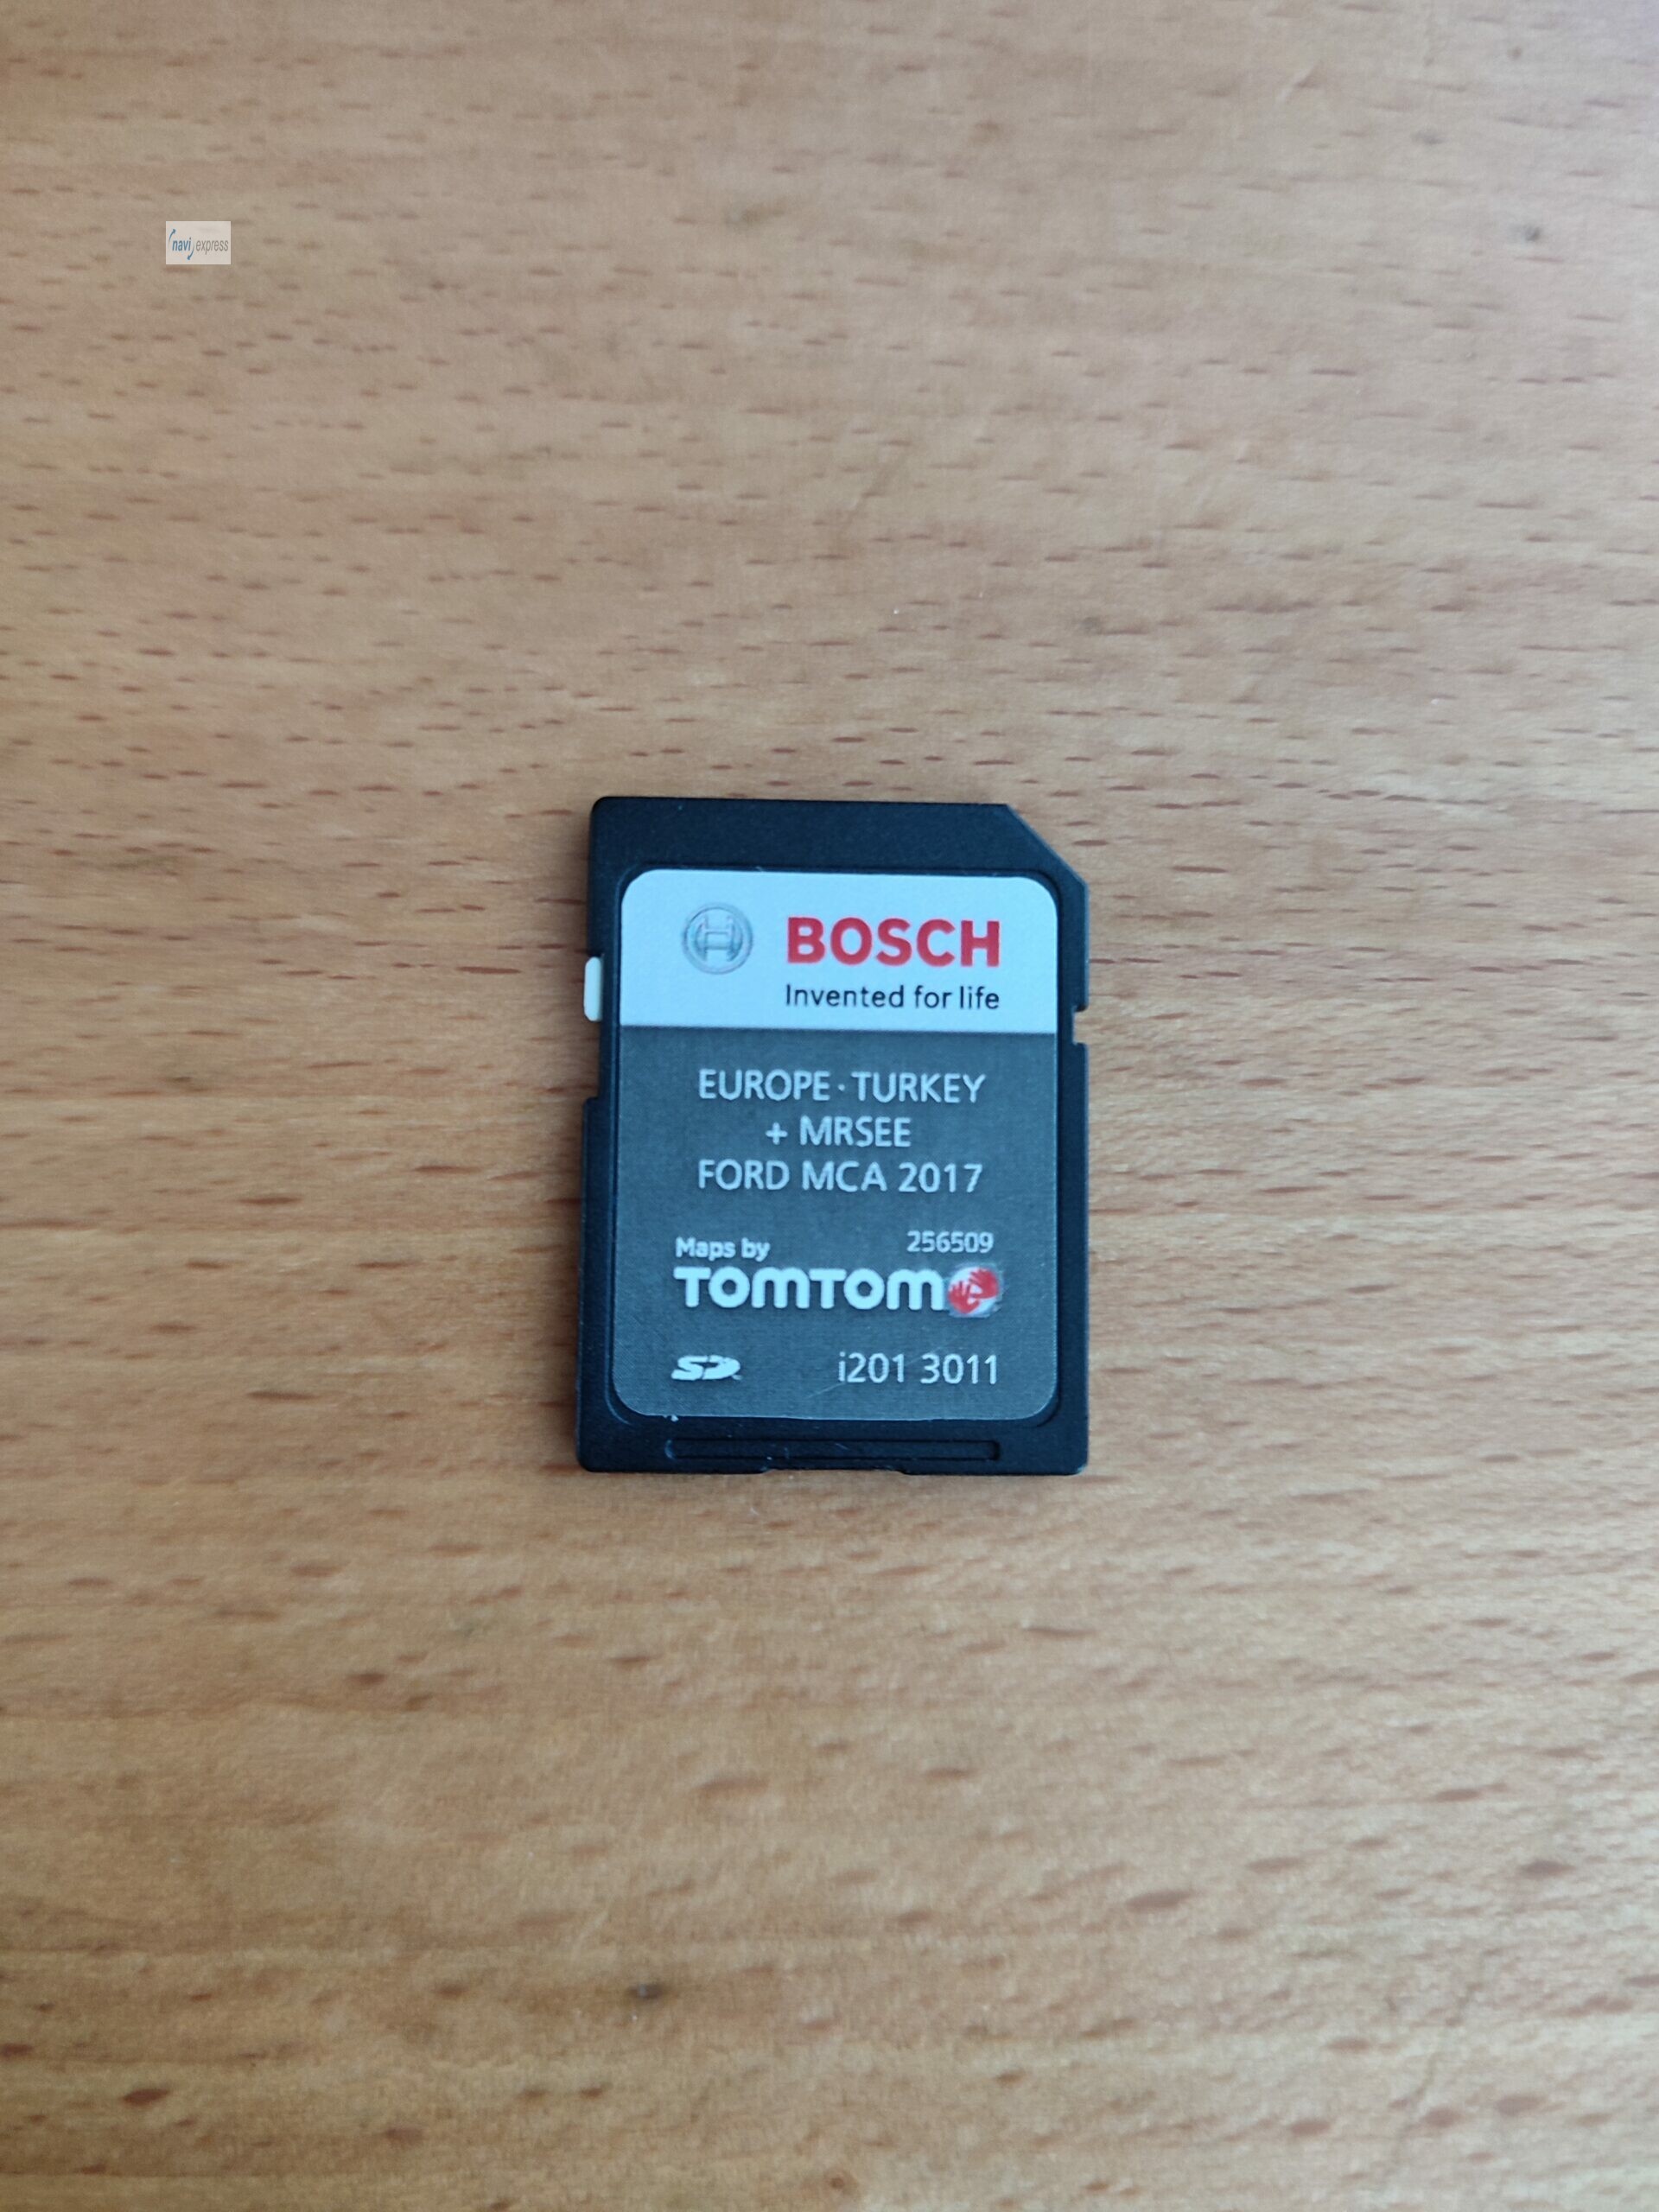 navi express
BOSCH
Invented for life
EUROPE · TURKEY
+ MRSEE
FORD MCA 2017
256509
Maps by
TOMTOM
SD
i201 3011